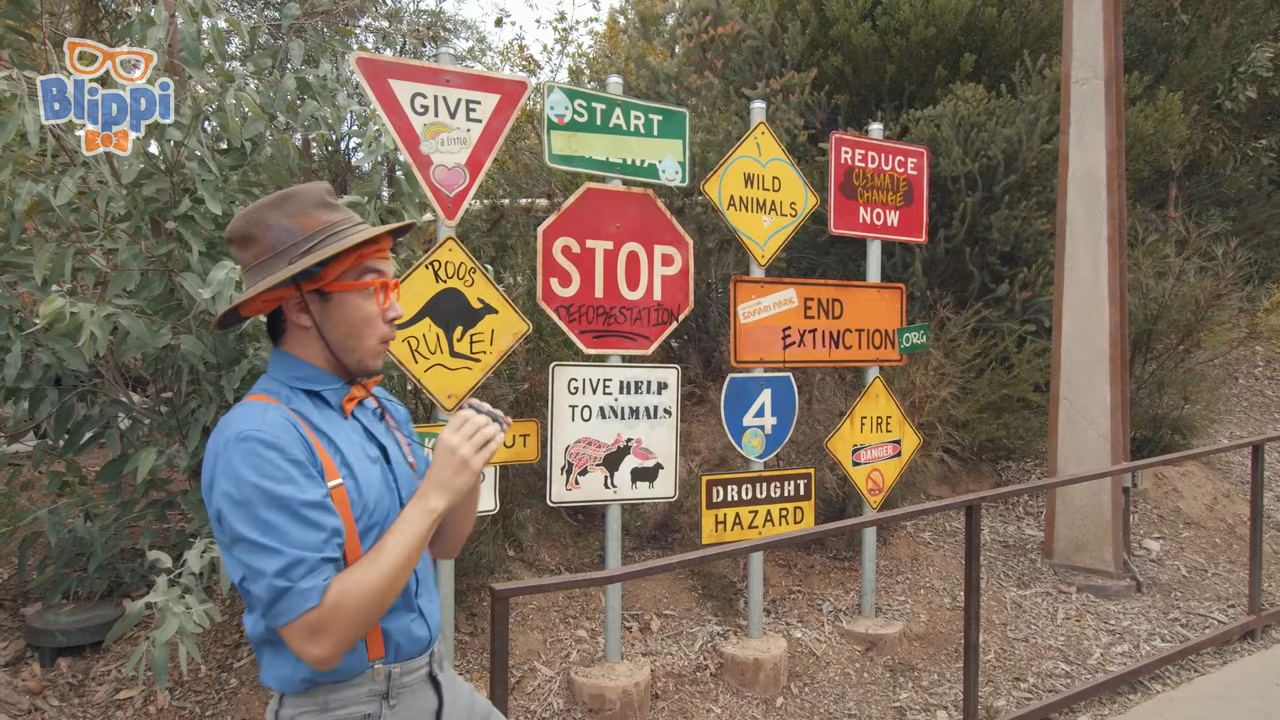 Blippi
GIVE
a little
'ROOS
RULE!
START
STOP
DEFORESTATION
GIVE HELP
TO ANIMALS
WILD
ANIMALS
SAFARI PARK
END
EXTINCTION
.ORG
4
DROUGHT
HAZARD
REDUCE
CLIMATE
CHANGE
NOW
FIRE
DANGER
UT